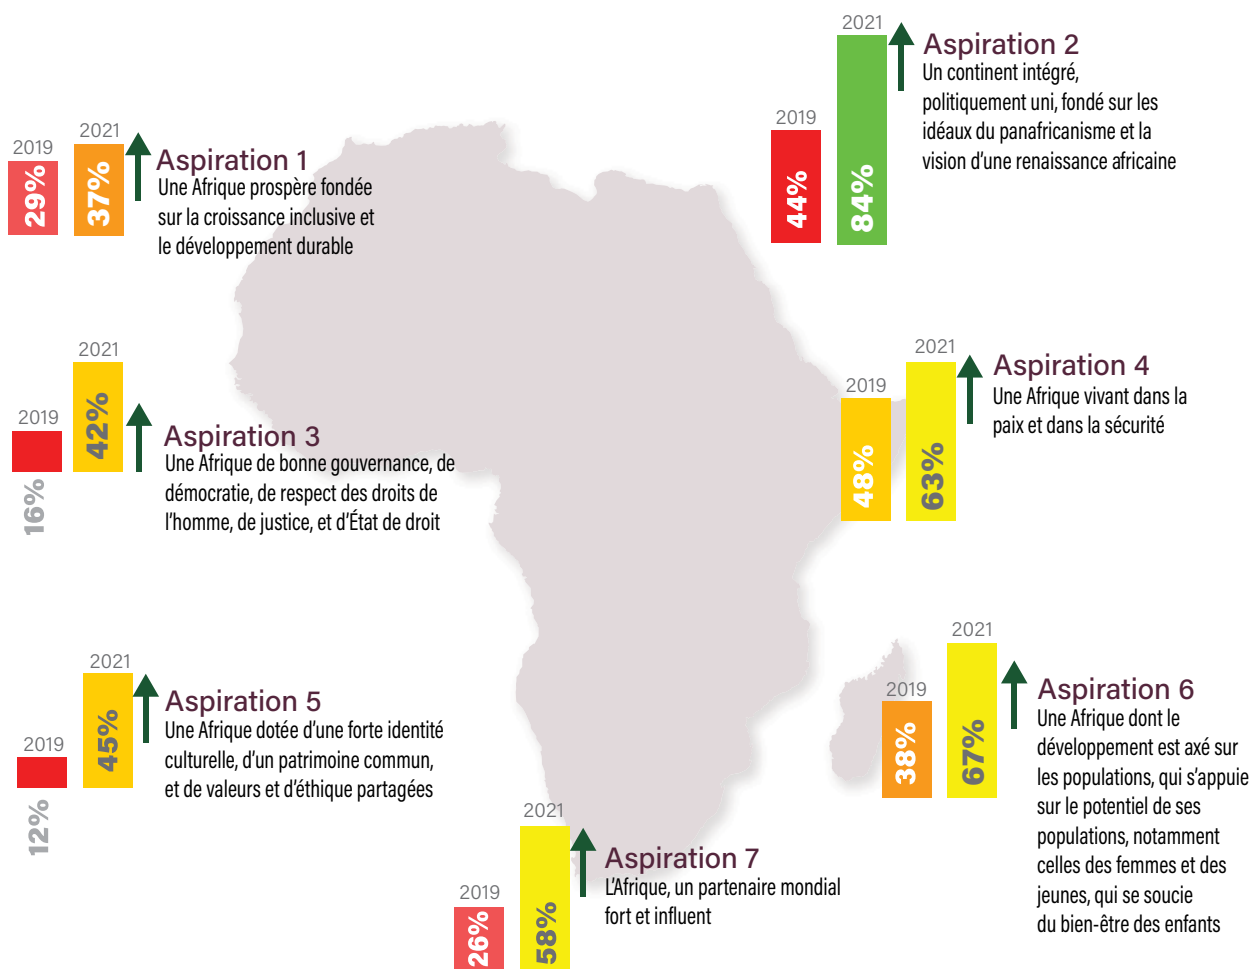 2019
29%
2021
37%
Aspiration 1
Une Afrique prospère fondée
sur la croissance inclusive et
le développement durable
2019
44%
2021
84%
Aspiration 2
Un continent intégré,
politiquement uni, fondé sur les
idéaux du panafricanisme et la
vision d’une renaissance africaine
2019
16%
2021
42%
Aspiration 3
Une Afrique de bonne gouvernance, de
démocratie, de respect des droits de
l’homme, de justice, et d’État de droit
2019
48%
2021
63%
Aspiration 4
Une Afrique vivant dans la
paix et dans la sécurité
2019
12%
2021
45%
Aspiration 5
Une Afrique dotée d’une forte identité
culturelle, d’un patrimoine commun,
et de valeurs et d’éthique partagées
2019
38%
2021
67%
Aspiration 6
Une Afrique dont le
développement est axé sur
les populations, qui s’appuie
sur le potentiel de ses
populations, notamment
celles des femmes et des
jeunes, qui se soucie
du bien-être des enfants
2019
26%
2021
58%
Aspiration 7
L’Afrique, un partenaire mondial
fort et influent